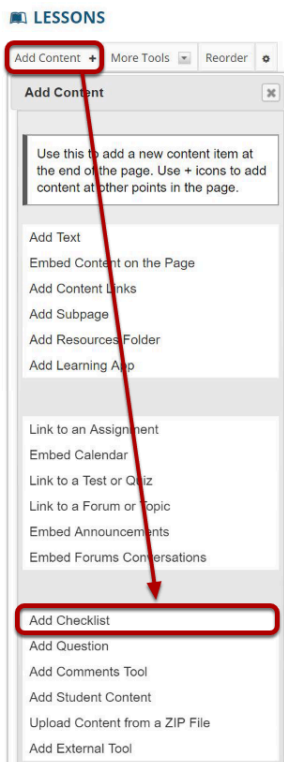 LESSONS
Add Content +
More Tools
Reorder
Add Content
Use this to add a new content item at
the end of the page. Use + icons to add
content at other points in the page.
Add Text
Embed Content on the Page
Add Content Links
Add Subpage
Add Resources Folder
Add Learning App
Link to an Assignment
Embed Calendar
Link to a Test or Quiz
Link to a Forum or Topic
Embed Announcements
Embed Forums Conversations
Add Checklist
Add Question
Add Comments Tool
Add Student Content
Upload Content from a ZIP File
Add External Tool